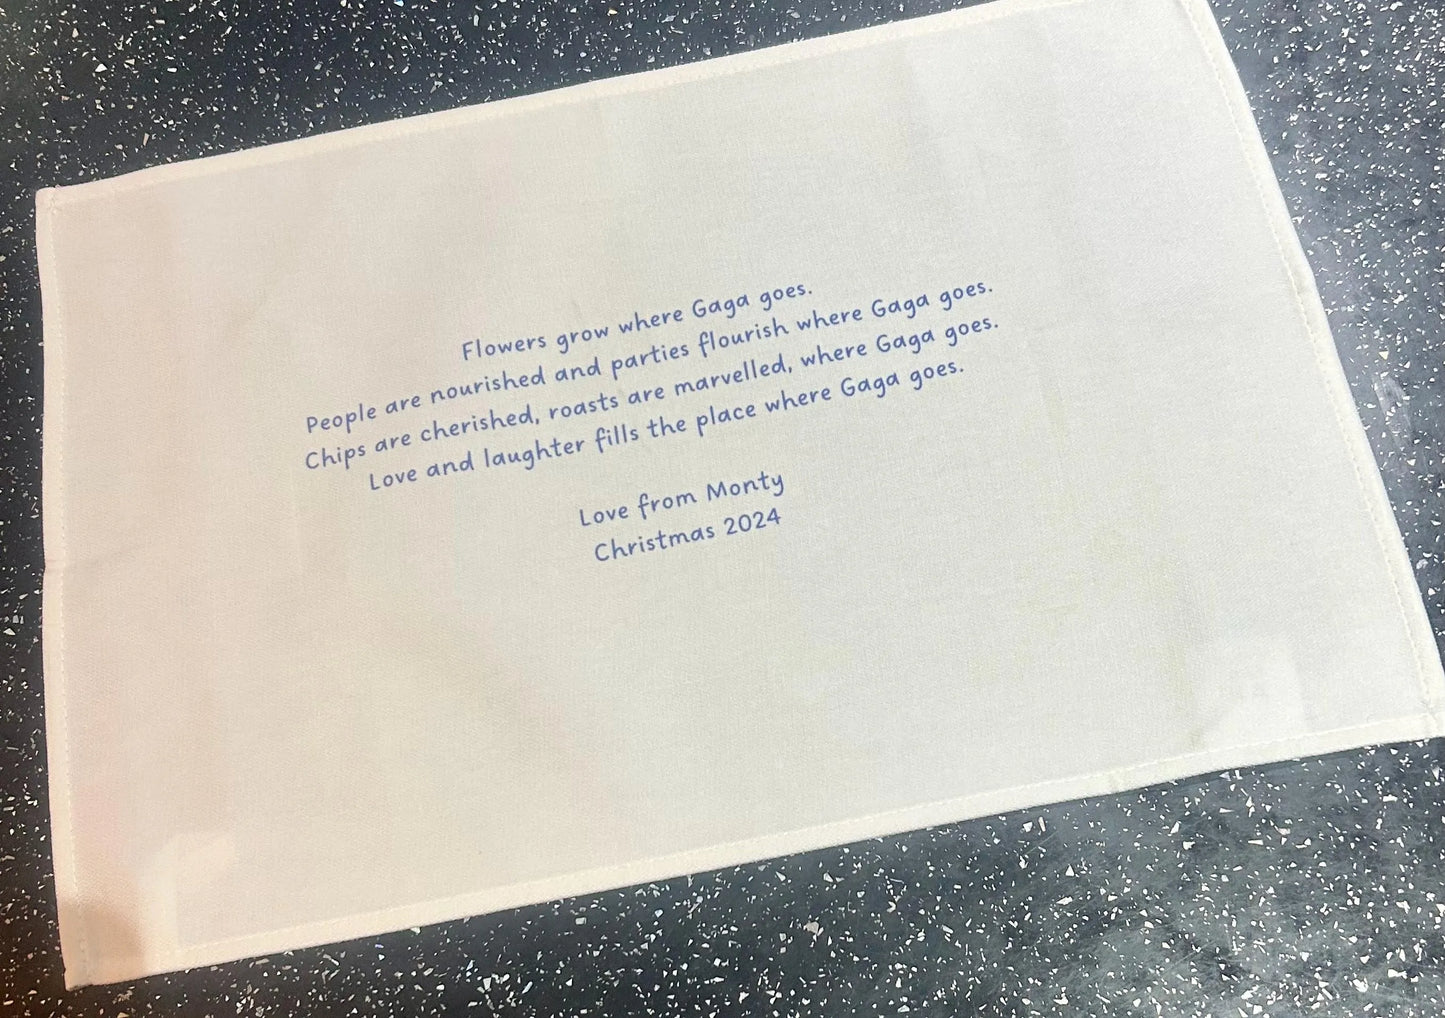 Flowers grow where Gaga goes.
People are nourished and parties flourish where Gaga goes.
Chips are cherished, roasts are marvelled, where Gaga goes.
Love and laughter fills the place where Gaga goes.
Love from Monty
Christmas 2024